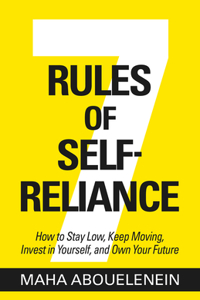 7
RULES
OF
SELF-
RELIANCE
How to Stay Low, Keep Moving,
Invest in Yourself, and Own Your Future
MAHA ABOUELENEIN